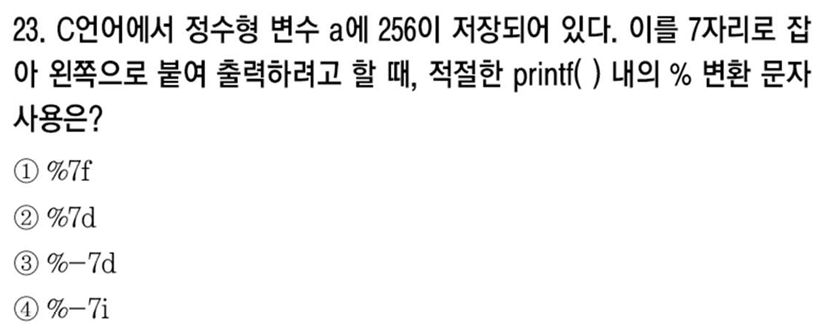 23. C언어에서 정수형 변수 a에 256이 저장되어 있다. 이를 7자리로 잡
아 왼쪽으로 붙여 출력하려고 할 때, 적절한 printf( ) 내의 % 변환 문자
사용은?
① %7f
② %7d
③ %-7d
④ %-7i